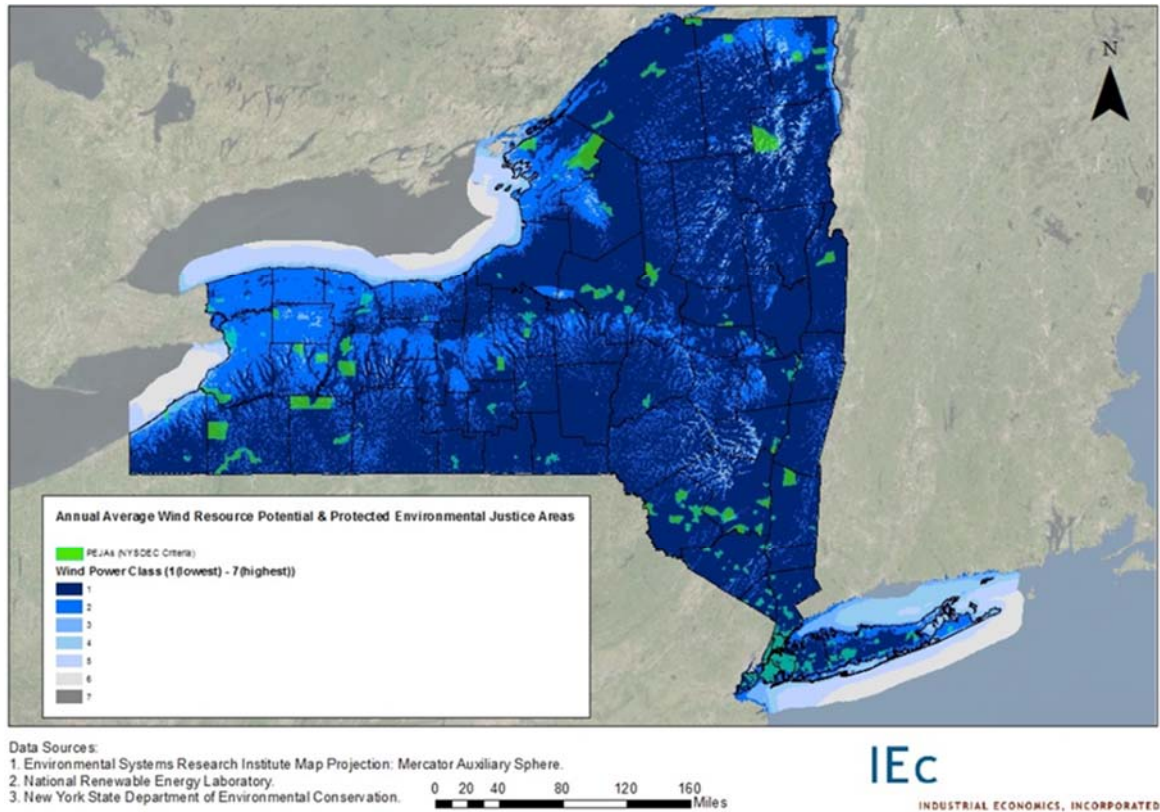 N
Annual Average Wind Resource Potential & Protected Environmental Justice Areas
PEJAs (NYSDEC Criteria)
Wind Power Class (1(lowest) - 7(highest))
1
2
3
4
5
6
7
Data Sources:
1. Environmental Systems Research Institute Map Projection: Mercator Auxiliary Sphere.
2. National Renewable Energy Laboratory.
3. New York State Department of Environmental Conservation.
0 20 40 80 120 160
Miles
IEc
INDUSTRIAL ECONOMICS, INCORPORATED